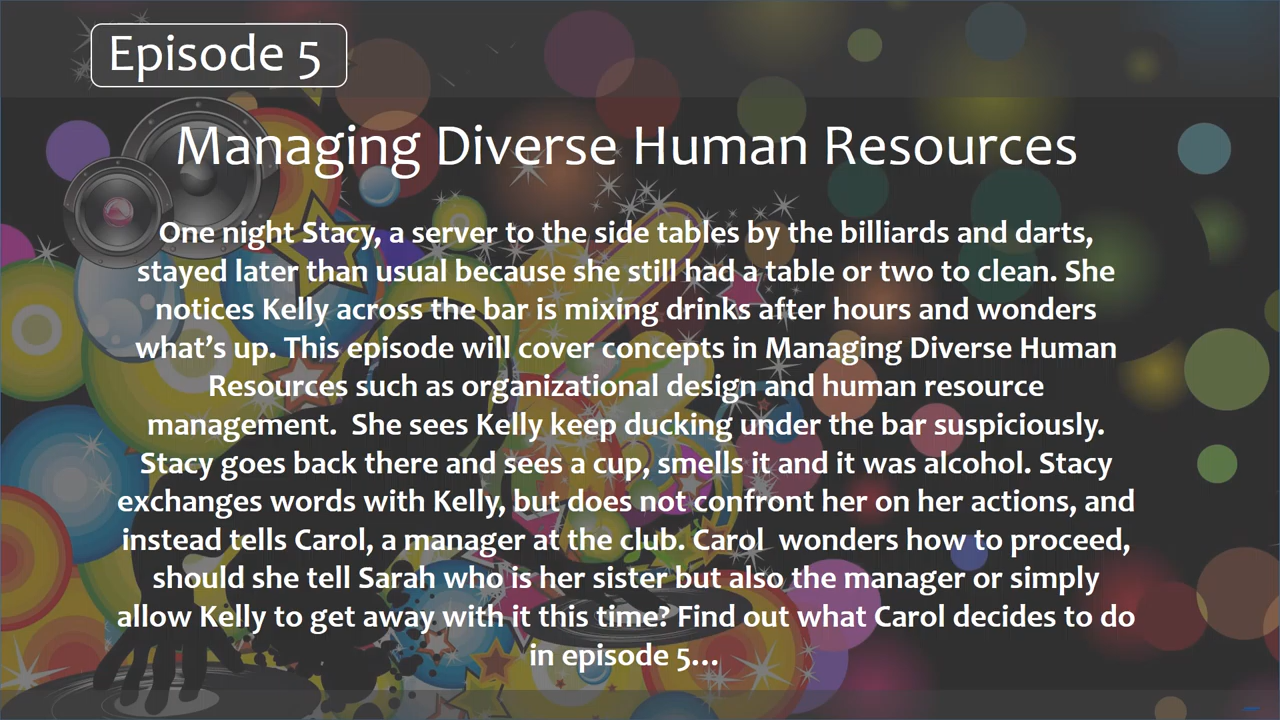 Episode 5
Managing Diverse Human Resources
One night Stacy, a server to the side tables by the billiards and darts,
stayed later than usual because she still had a table or two to clean. She
notices Kelly across the bar is mixing drinks after hours and wonders
what's up. This episode will cover concepts in Managing Diverse Human
Resources such as organizational design and human resource
management.  She sees Kelly keep ducking under the bar suspiciously.
Stacy goes back there and sees a cup, smells it and it was alcohol. Stacy
exchanges words with Kelly, but does not confront her on her actions, and
instead tells Carol, a manager at the club. Carol  wonders how to proceed,
should she tell Sarah who is her sister but also the manager or simply
allow Kelly to get away with it this time? Find out what Carol decides to do
in episode 5...